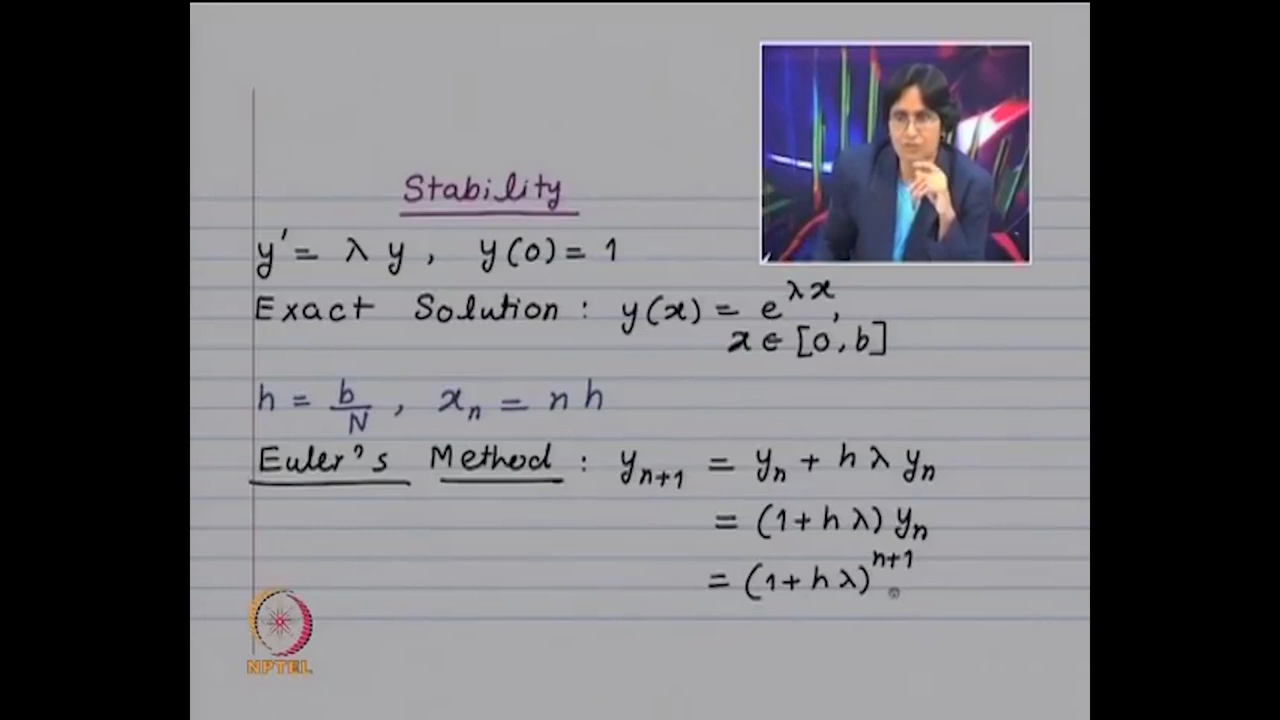 Stability
y' = λ y, y(0) = 1
Exact Solution: y(x) = e^{λx},
x ∈ [0, b]
h = b/N, x_n = n h
Euler's Method: y_{n+1} = y_n + h λ y_n
= (1 + h λ) y_n
= (1 + h λ)^{n+1}
NPTEL